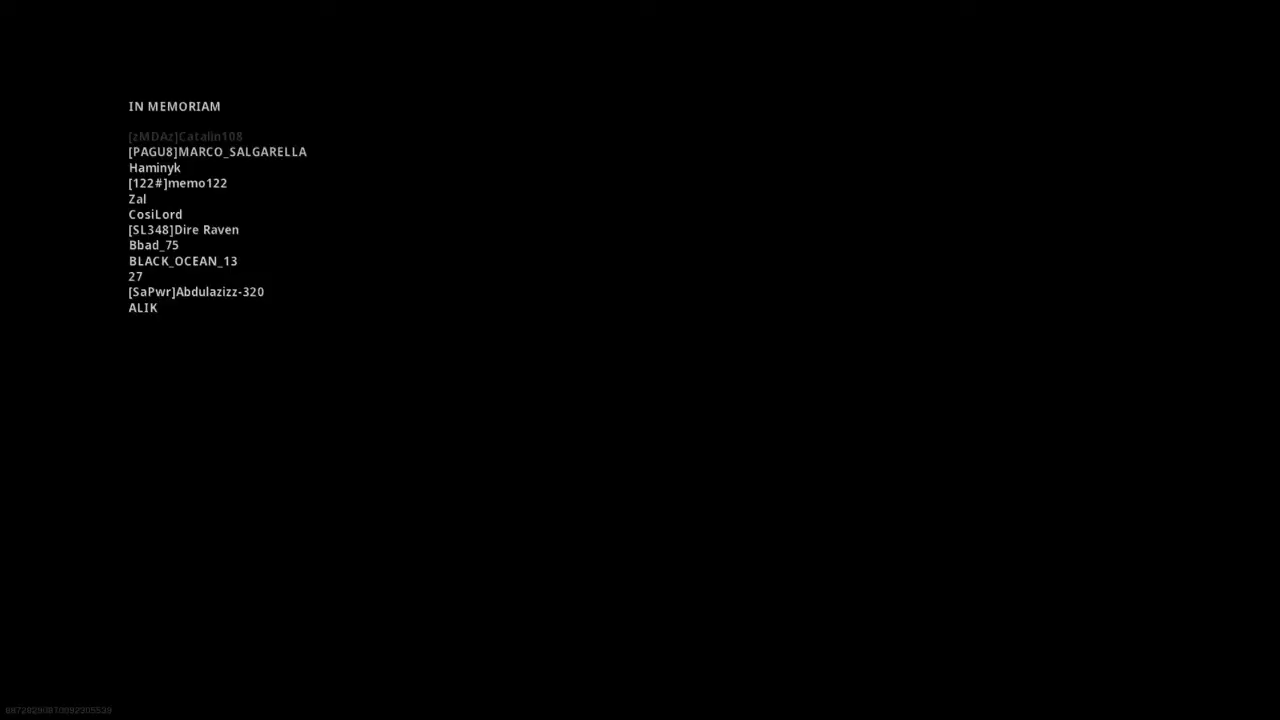 IN MEMORIAM
[zMDAz]Catalin108
[PAGU8]MARCO_SALGARELLA
Haminyk
[122#]memo122
Zal
CosiLord
[SL348]Dire Raven
Bbad_75
BLACK_OCEAN_13
27
[SaPwr]Abdulazizz-320
ALIK